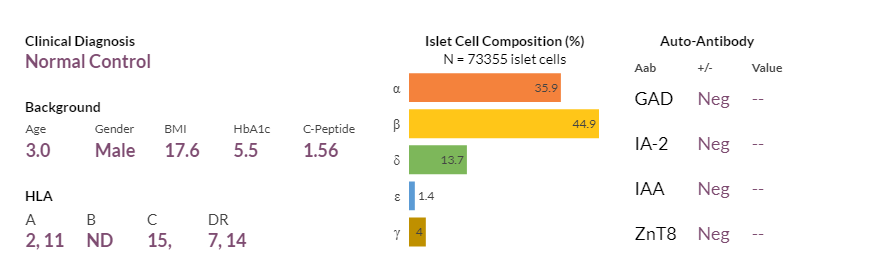 Clinical Diagnosis
Normal Control
Background
Age Gender BMI HbA1c C-Peptide
3.0 Male 17.6 5.5 1.56
HLA
A B C DR
2, 11 ND 15, 7, 14
Islet Cell Composition (%)
N = 73355 islet cells
α 35.9
β 44.9
δ 13.7
ε 1.4
γ 4
Auto-Antibody
Aab +/- Value
GAD Neg --
IA-2 Neg --
IAA Neg --
ZnT8 Neg --